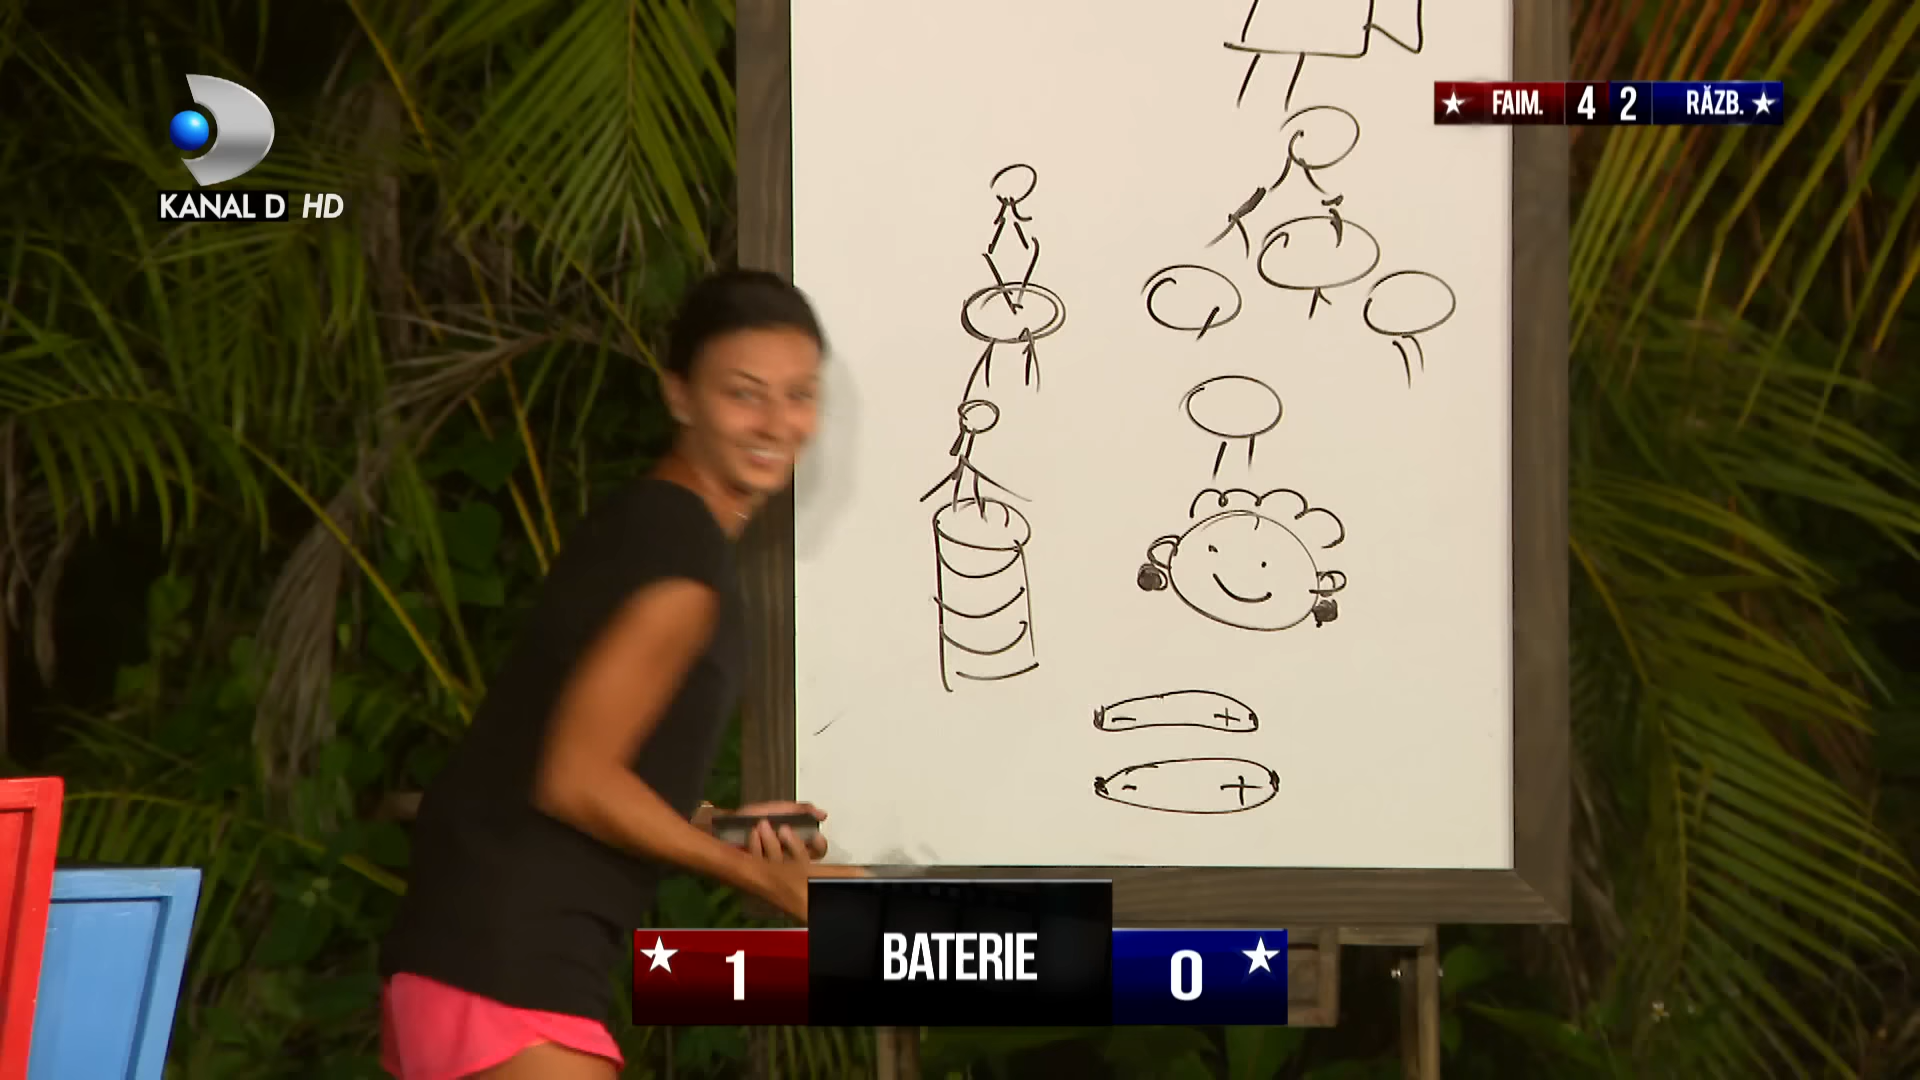 KANAL D HD
★ FAIM. 4 2 RĂZB. ★
- +
- +
★ 1 BATERIE 0 ★